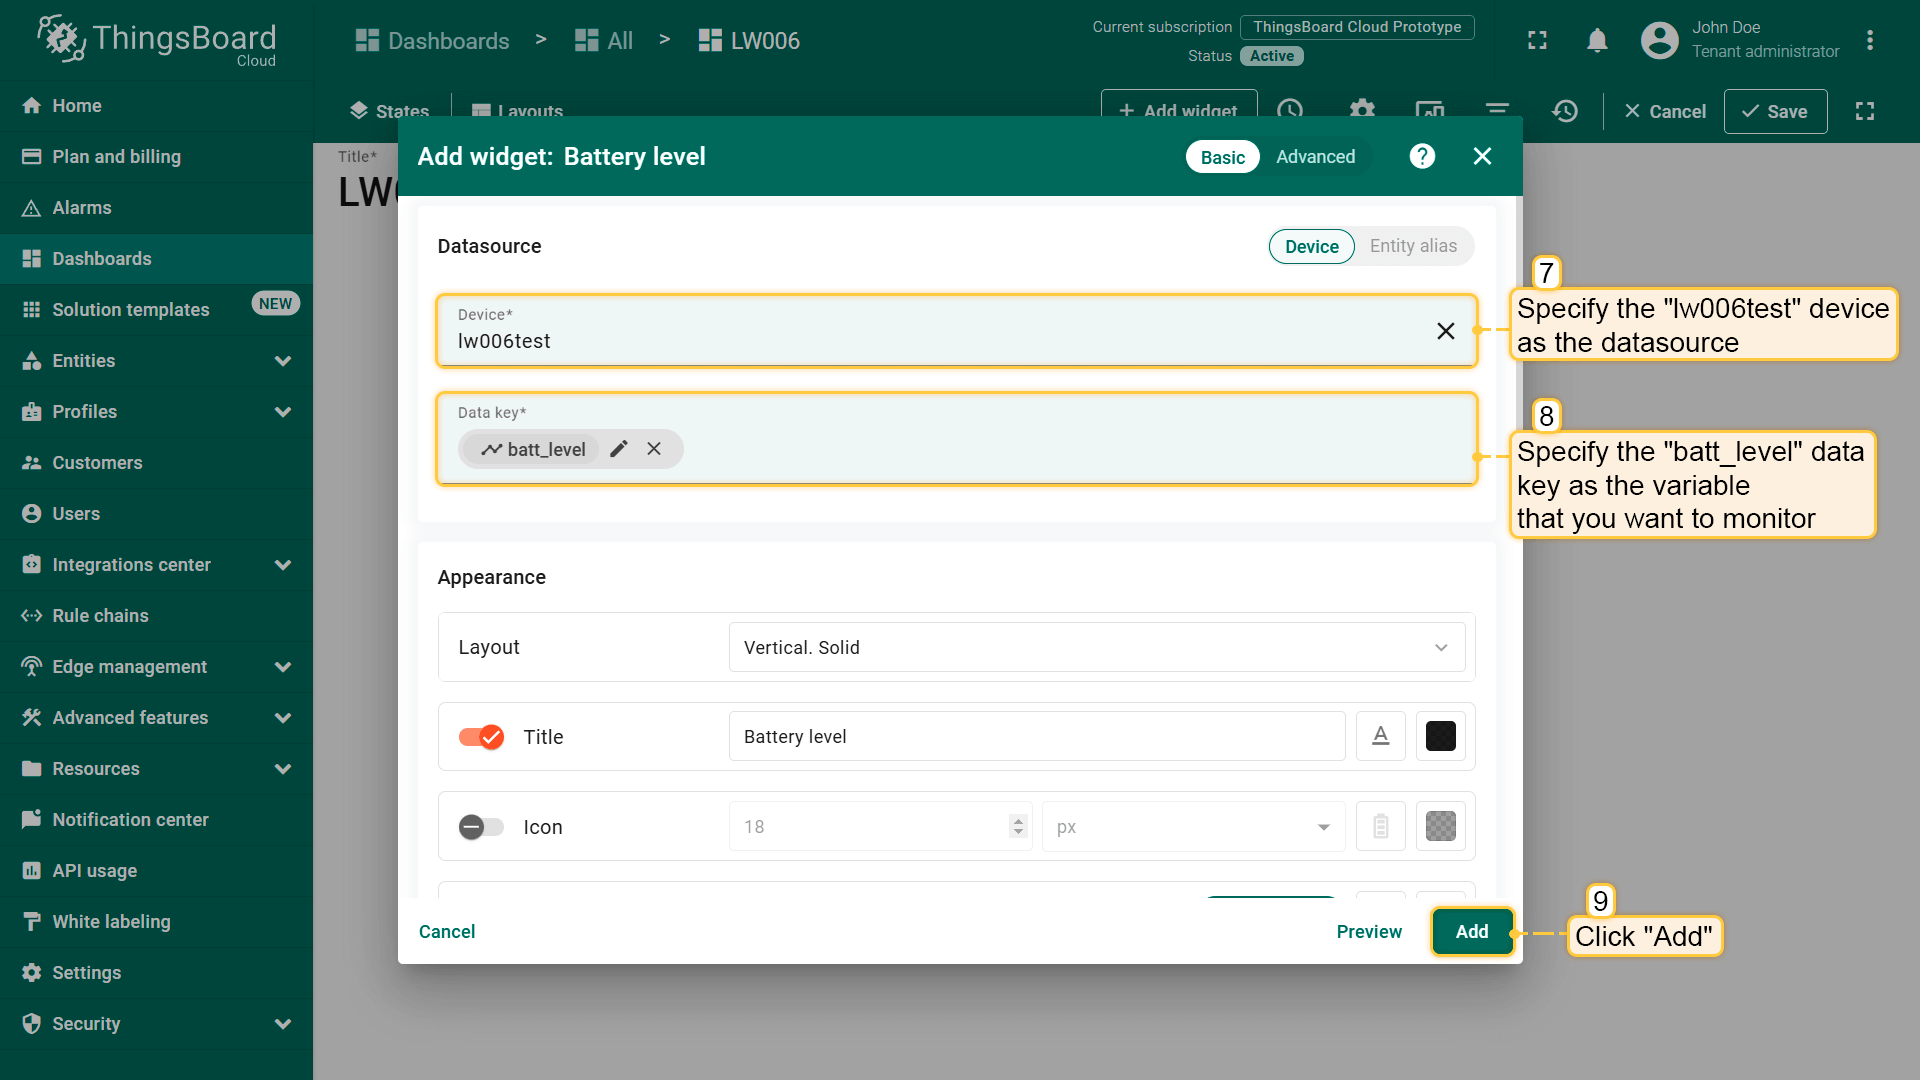 ThingsBoard
Cloud
Home
Plan and billing
Alarms
Dashboards
Solution templates
NEW
Entities
Profiles
Customers
Users
Integrations center
Rule chains
Edge management
Advanced features
Resources
Notification center
API usage
White labeling
Settings
Security
Dashboards > All > LW006
Current subscription ThingsBoard Cloud Prototype
Status Active
John Doe
Tenant administrator
States
Layouts
+ Add widget
Cancel
Save
Title*
Add widget: Battery level
Basic
Advanced
?
Datasource
Device
Entity alias
Device*
lw006test
Data key*
batt_level
Appearance
Layout
Vertical. Solid
Title
Battery level
A
Icon
18
px
Cancel
Preview
Add
7
Specify the "lw006test" device
as the datasource
8
Specify the "batt_level" data
key as the variable
that you want to monitor
9
Click "Add"